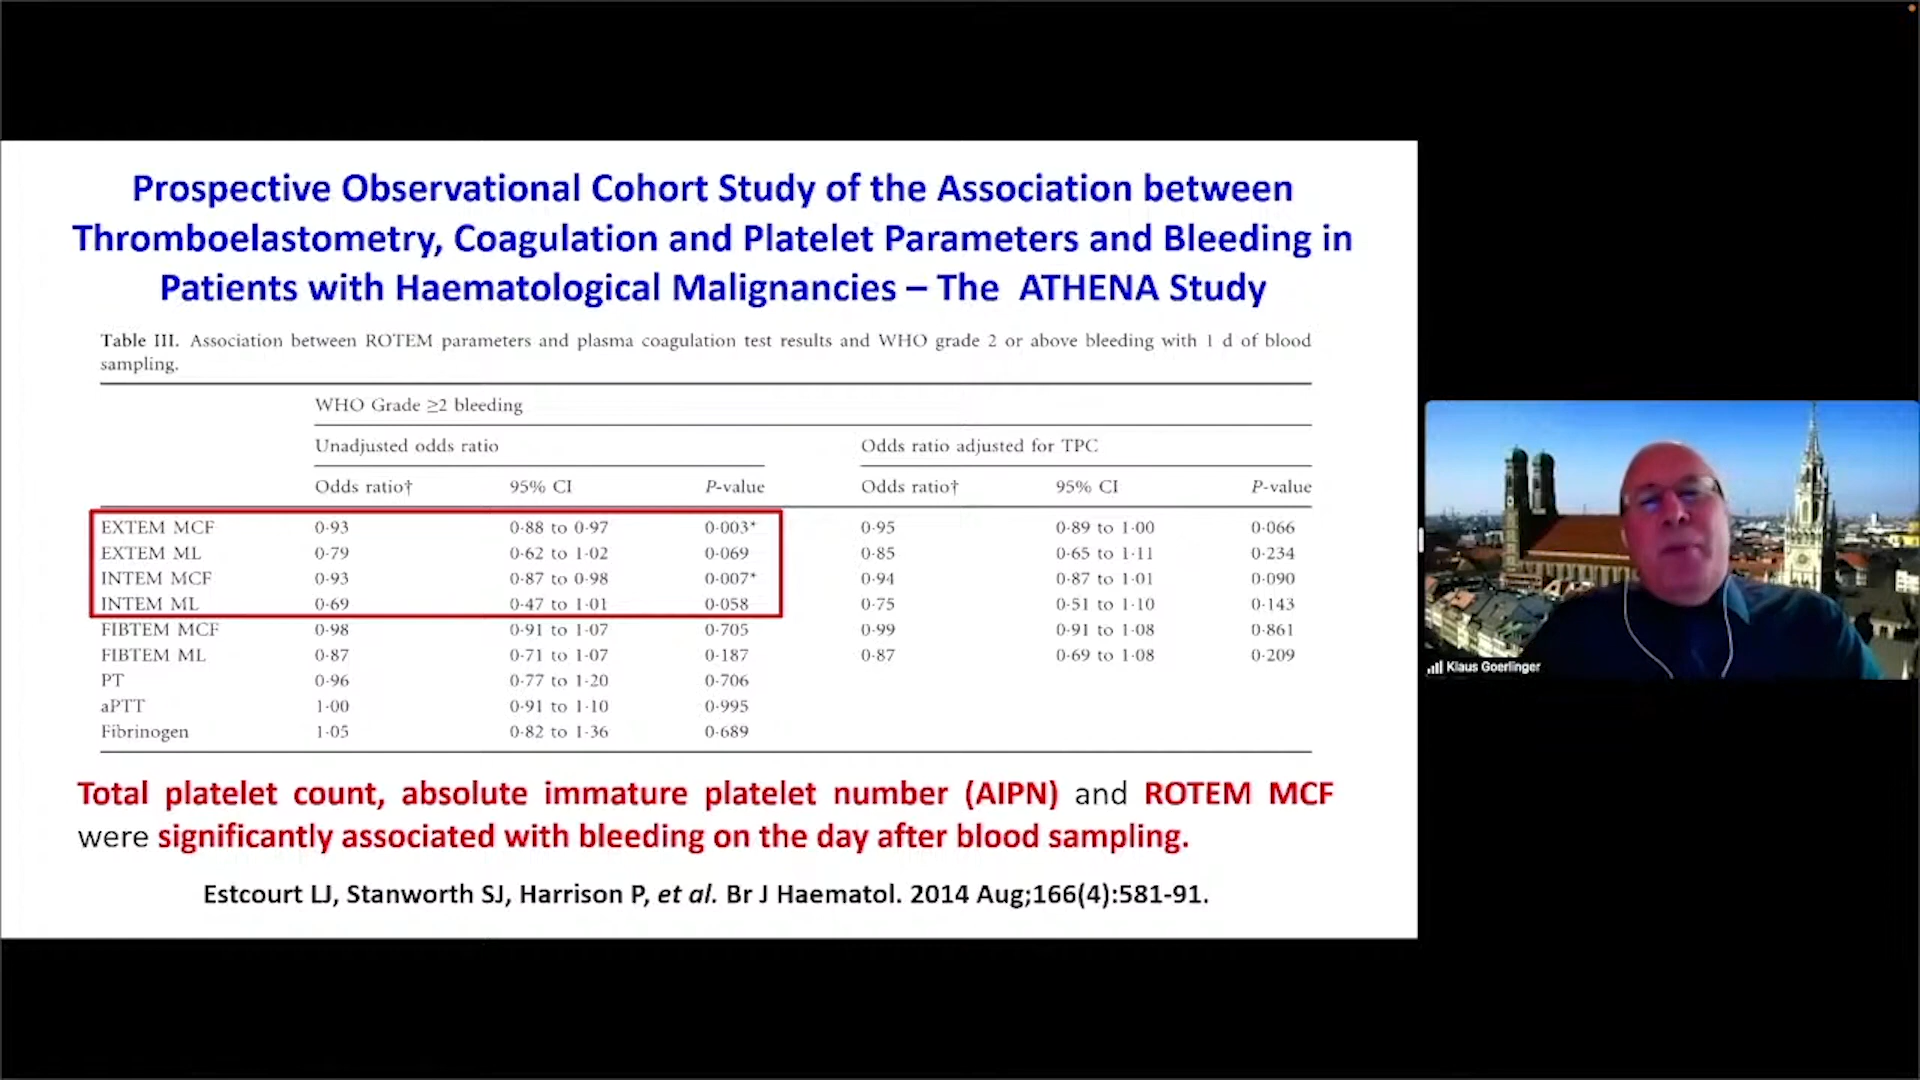 Prospective Observational Cohort Study of the Association between
Thromboelastometry, Coagulation and Platelet Parameters and Bleeding in
Patients with Haematological Malignancies – The ATHENA Study
Table III. Association between ROTEM parameters and plasma coagulation test results and WHO grade 2 or above bleeding with 1 d of blood
sampling.
WHO Grade ≥2 bleeding
Unadjusted odds ratio Odds ratio adjusted for TPC
Odds ratio† 95% CI P-value Odds ratio† 95% CI P-value
EXTEM MCF 0·93 0·88 to 0·97 0·003* 0·95 0·89 to 1·00 0·066
EXTEM ML 0·79 0·62 to 1·02 0·069 0·85 0·65 to 1·11 0·234
INTEM MCF 0·93 0·87 to 0·98 0·007* 0·94 0·87 to 1·01 0·090
INTEM ML 0·69 0·47 to 1·01 0·058 0·75 0·51 to 1·10 0·143
FIBTEM MCF 0·98 0·91 to 1·07 0·705 0·99 0·91 to 1·08 0·861
FIBTEM ML 0·87 0·71 to 1·07 0·187 0·87 0·69 to 1·08 0·209
PT 0·96 0·77 to 1·20 0·706
aPTT 1·00 0·91 to 1·10 0·995
Fibrinogen 1·05 0·82 to 1·36 0·689
Total platelet count, absolute immature platelet number (AIPN) and ROTEM MCF
were significantly associated with bleeding on the day after blood sampling.
Estcourt LJ, Stanworth SJ, Harrison P, et al. Br J Haematol. 2014 Aug;166(4):581-91.
Klaus Goerlinger